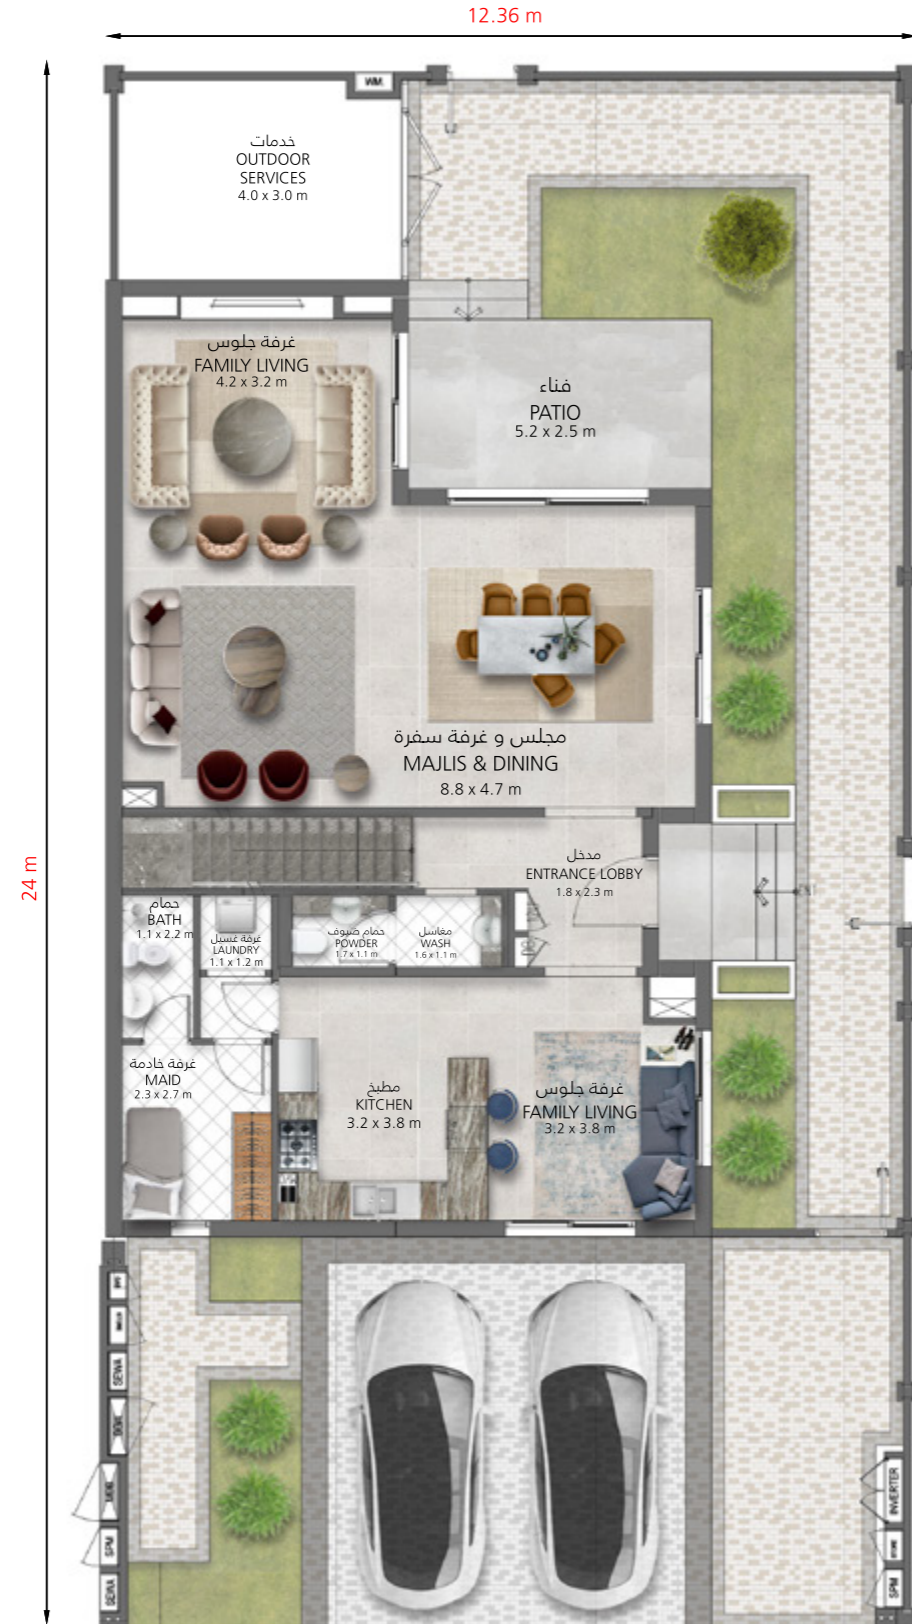 12.36 m
24 m
WM
خدمات
OUTDOOR
SERVICES
4.0 x 3.0 m
غرفة جلوس
FAMILY LIVING
4.2 x 3.2 m
فناء
PATIO
5.2 x 2.5 m
مجلس و غرفة سفرة
MAJLIS & DINING
8.8 x 4.7 m
مدخل
ENTRANCE LOBBY
1.8 x 2.3 m
حمام
BATH
1.1 x 2.2 m
غرفة غسيل
LAUNDRY
1.1 x 1.2 m
حمام ضيوف
POWDER
1.7 x 1.1 m
مغاسل
WASH
1.6 x 1.1 m
غرفة خادمة
MAID
2.3 x 2.7 m
مطبخ
KITCHEN
3.2 x 3.8 m
غرفة جلوس
FAMILY LIVING
3.2 x 3.8 m
SEWA
SPM
SEWA
INVERTER
SPM